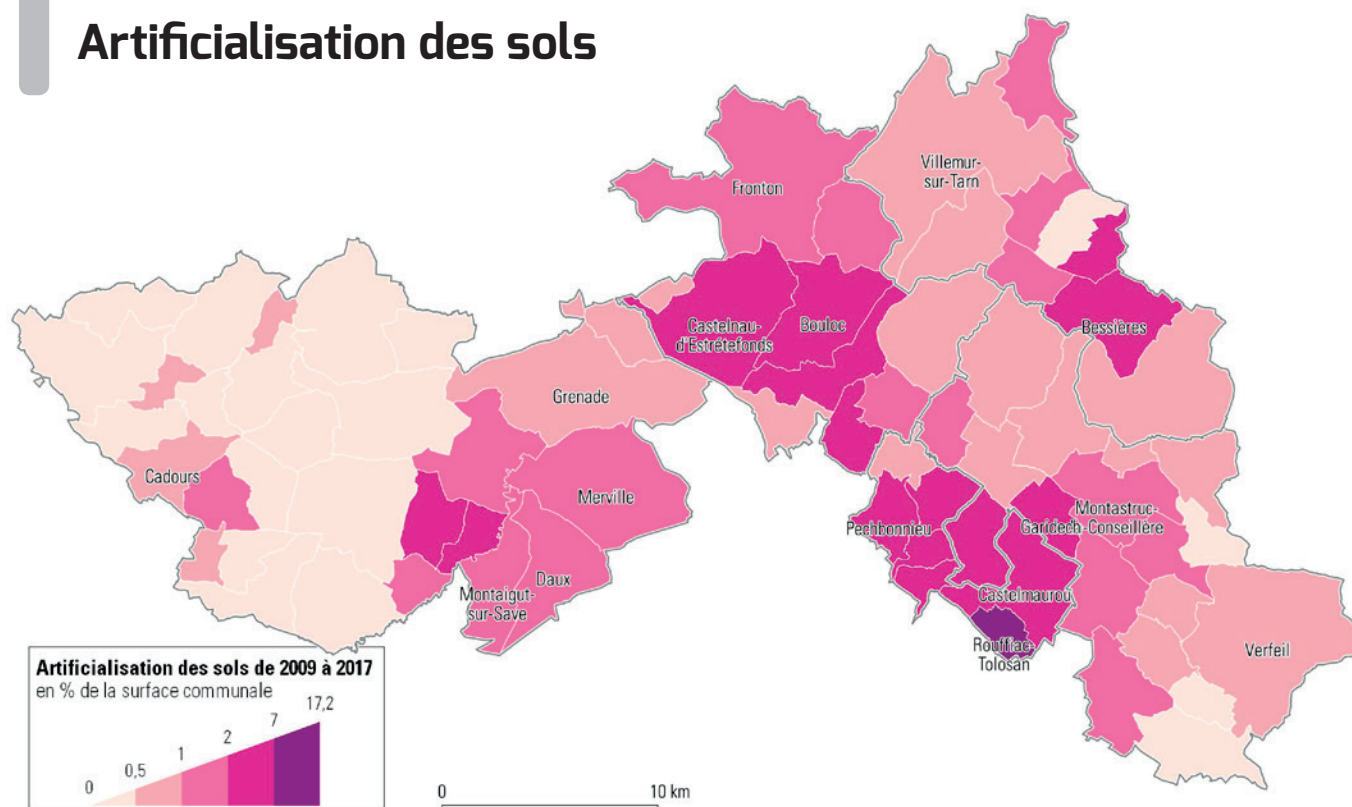 Artificialisation des sols
Villemur-
sur-Tarn
Fronton
Castelnau-
d'Estrétefonds
Bouloc
Bessières
Grenade
Cadours
Merville
Pechbonnieu
Montastruc-
Garidech
-Conseillère
Daux
Montaigut-
sur-Save
Castelmaurou
Rouffiac-
Tolosan
Verfeil
Artificialisation des sols de 2009 à 2017
en % de la surface communale
0
0,5
1
2
7
17,2
0
10 km